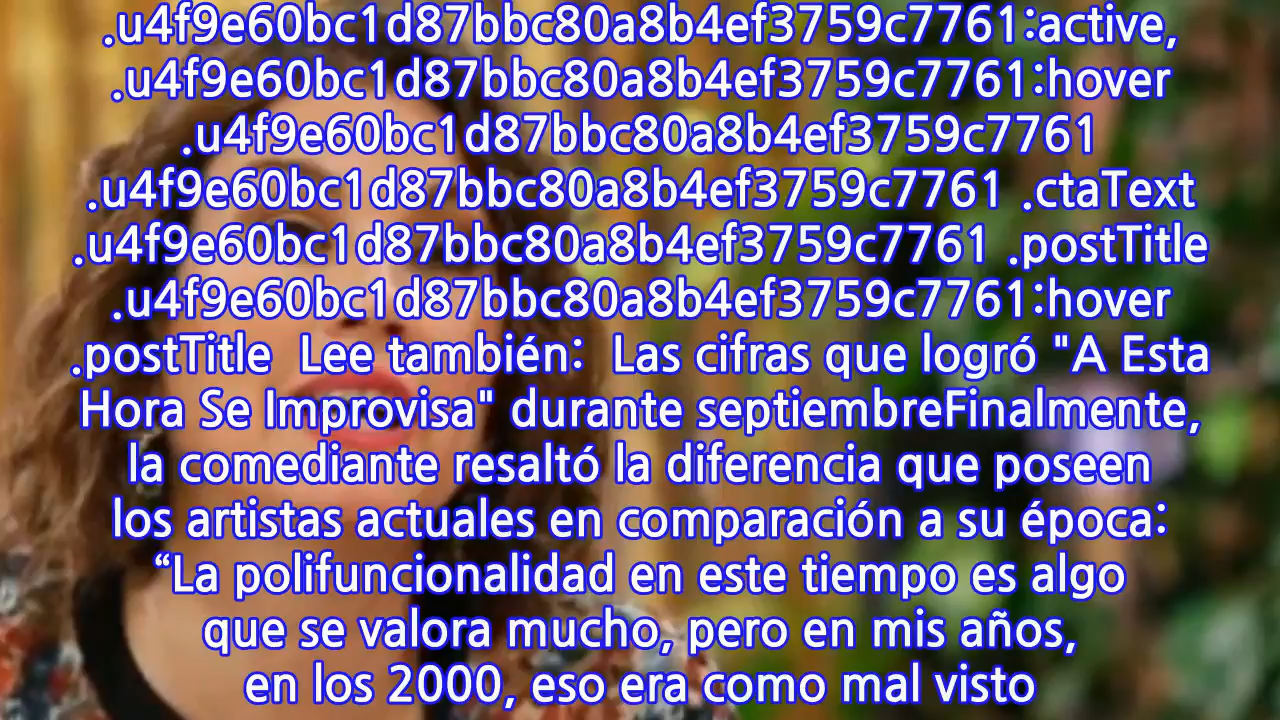 .u4f9e60bc1d87bbc80a8b4ef3759c7761:active,
.u4f9e60bc1d87bbc80a8b4ef3759c7761:hover
.u4f9e60bc1d87bbc80a8b4ef3759c7761
.u4f9e60bc1d87bbc80a8b4ef3759c7761 .ctaText
.u4f9e60bc1d87bbc80a8b4ef3759c7761 .postTitle
.u4f9e60bc1d87bbc80a8b4ef3759c7761:hover
.postTitle  Lee también:  Las cifras que logró "A Esta
Hora Se Improvisa" durante septiembreFinalmente,
la comediante resaltó la diferencia que poseen
los artistas actuales en comparación a su época:
“La polifuncionalidad en este tiempo es algo
que se valora mucho, pero en mis años,
en los 2000, eso era como mal visto